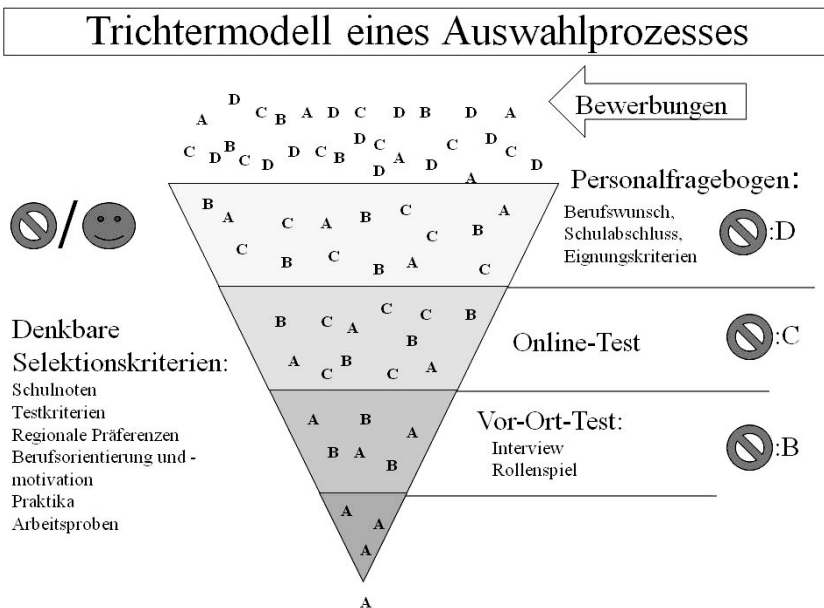 Trichtermodell eines Auswahlprozesses
Bewerbungen
D
C B A D C D B D A
A
C D B C D D C B D C D A D C D C D
A
Personalfragebogen:
Berufswunsch,
Schulabschluss,
Eignungskriterien
:D
B A C A B C C B A
C B C B A C
Denkbare
Selektionskriterien:
Schulnoten
Testkriterien
Regionale Präferenzen
Berufsorientierung und -
motivation
Praktika
Arbeitsproben
B C A C C B
B
A C B C A
Online-Test
:C
A B A
B A B
Vor-Ort-Test:
Interview
Rollenspiel
:B
A A
A
A